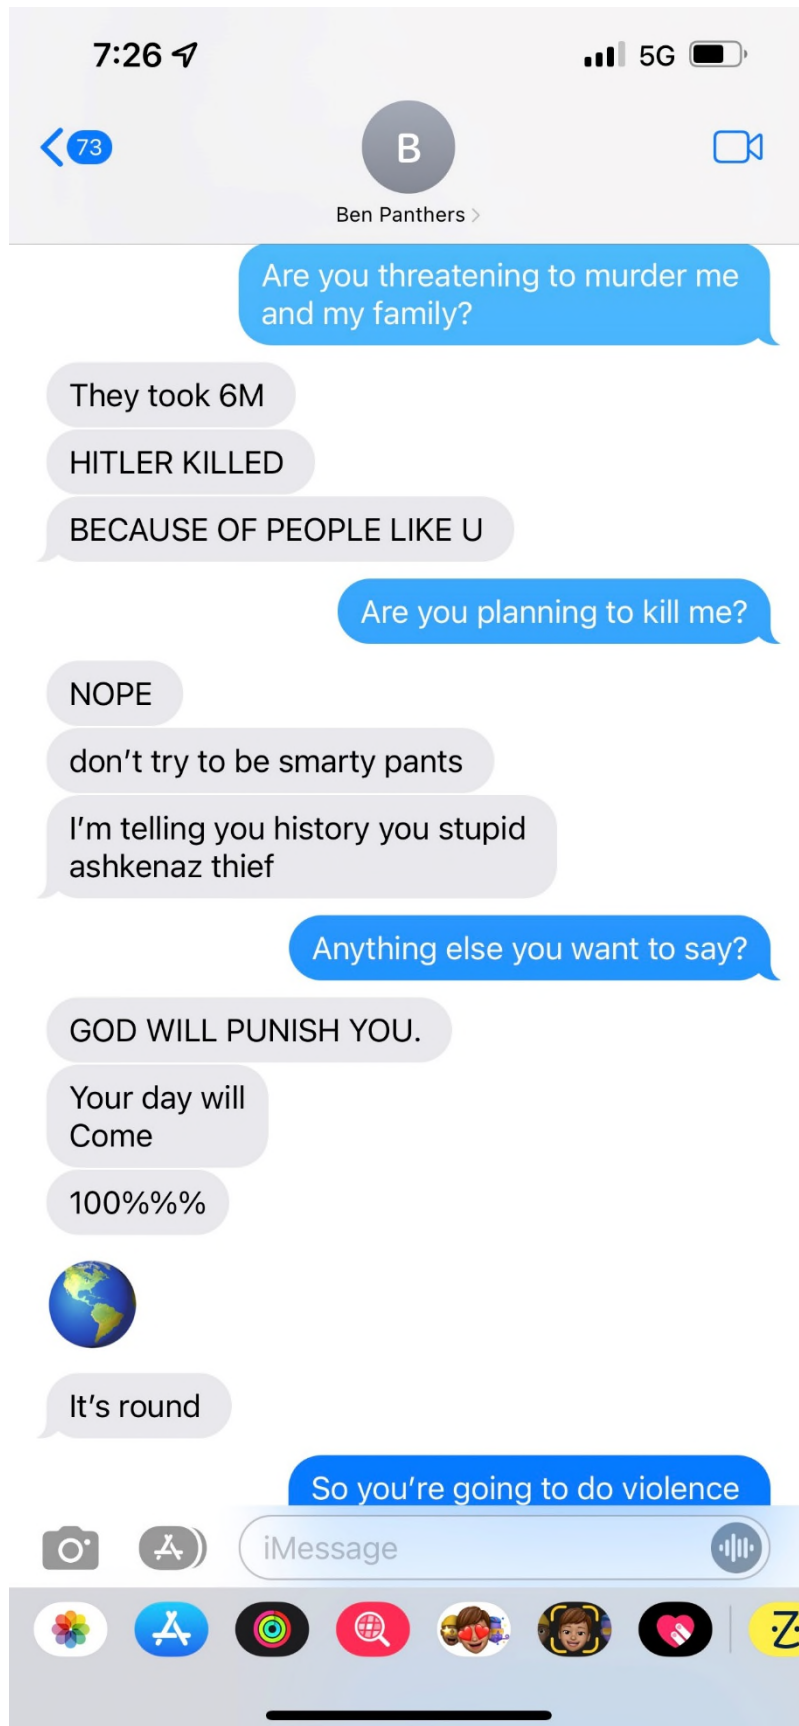 7:26
5G
73
B
Ben Panthers
Are you threatening to murder me
and my family?
They took 6M
HITLER KILLED
BECAUSE OF PEOPLE LIKE U
Are you planning to kill me?
NOPE
don't try to be smarty pants
I'm telling you history you stupid
ashkenaz thief
Anything else you want to say?
GOD WILL PUNISH YOU.
Your day will
Come
100%%%
It's round
So you're going to do violence
iMessage
Z